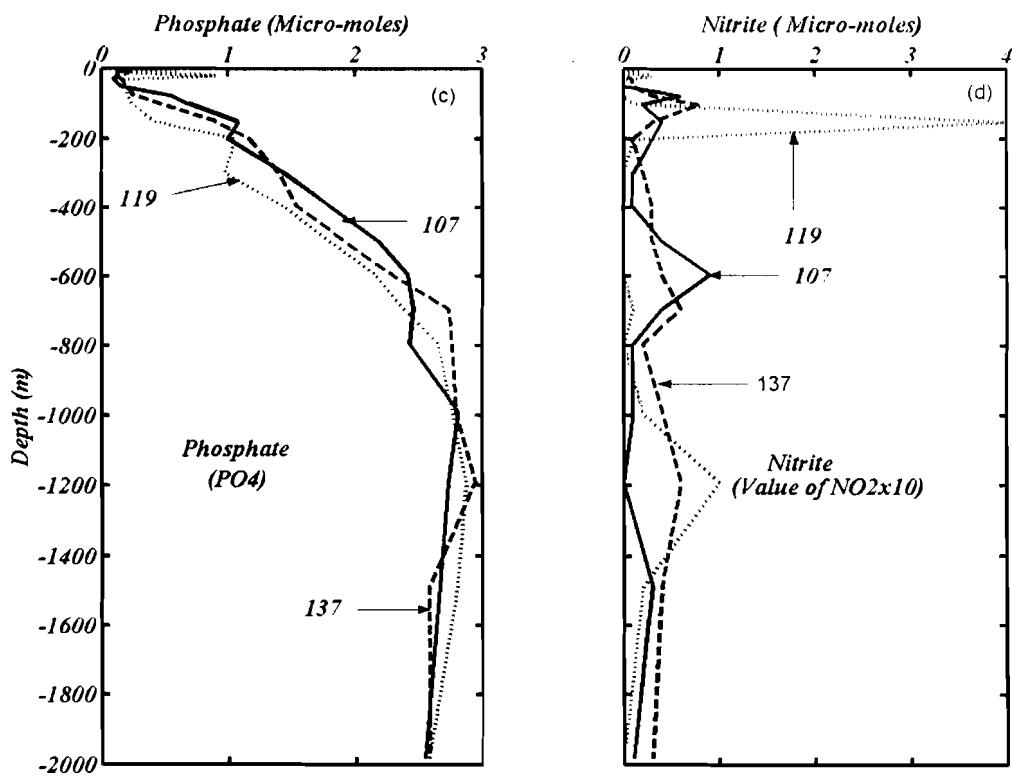 Phosphate (Micro-moles)
0 1 2 3
(c)
0
-200
-400
-600
-800
-1000
-1200
-1400
-1600
-1800
-2000
Depth (m)
119
107
Phosphate
(PO4)
137
Nitrite ( Micro-moles)
0 1 2 3 4
(d)
119
107
137
Nitrite
(Value of NO2x10)